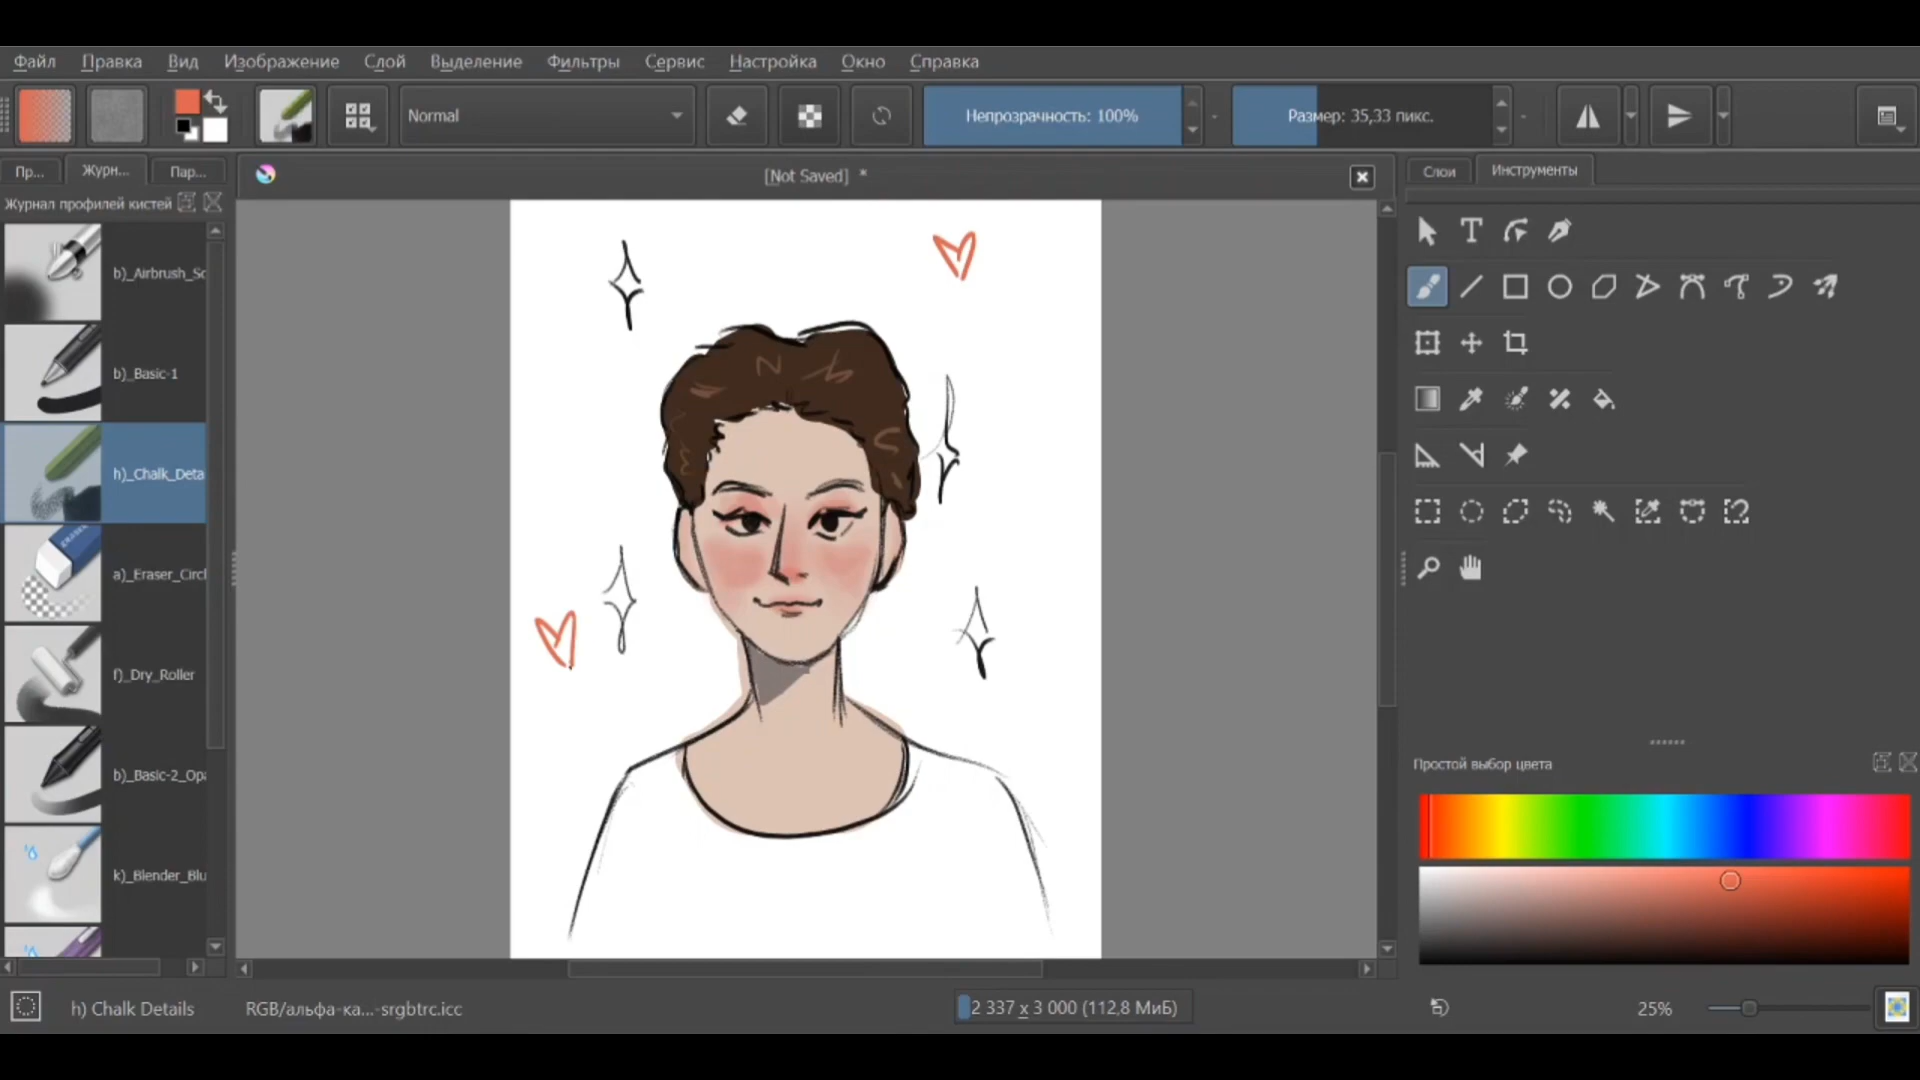 Файл Правка Вид Изображение Слой Выделение Фильтры Сервис Настройка Окно Справка
Normal Непрозрачность: 100% Размер: 35,33 пикс.
Пр... Журн... Пар... [Not Saved] * Слои Инструменты
Журнал профилей кистей
b)_Airbrush_So
b)_Basic-1
h)_Chalk_Deta
a)_Eraser_Circl
f)_Dry_Roller
b)_Basic-2_Opa
k)_Blender_Blu
Простой выбор цвета
h) Chalk Details RGB/альфа-ка...-srgbtrc.icc 2 337 x 3 000 (112,8 МиБ) 25%